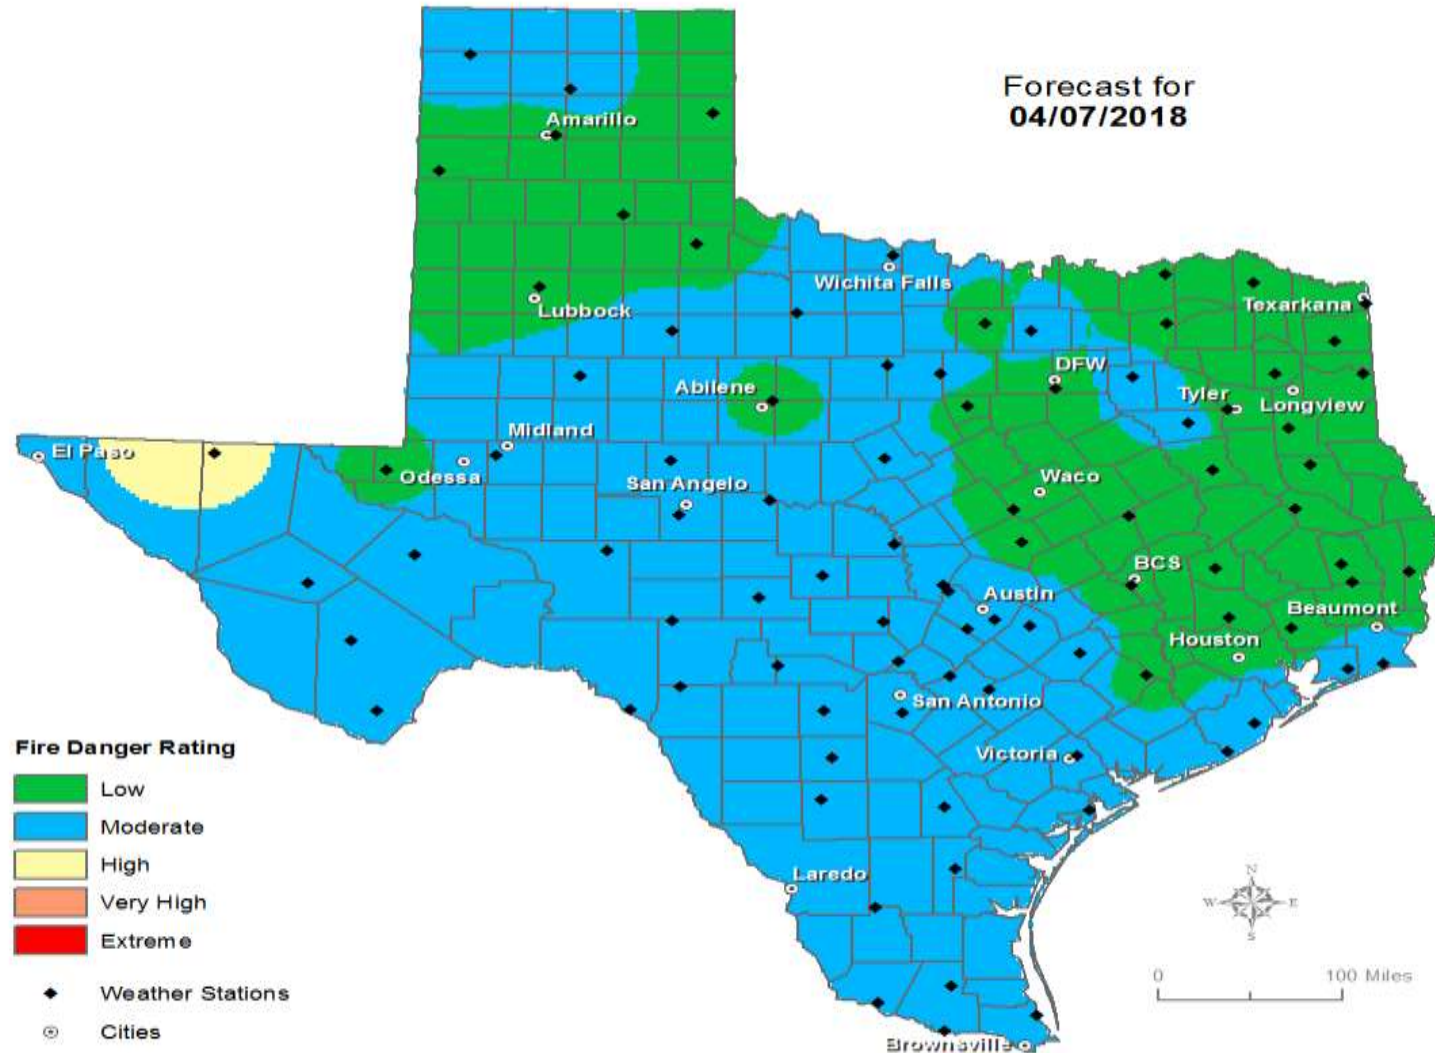 Forecast for
04/07/2018
Amarillo
Wichita Falls
Lubbock
Texarkana
DFW
Abilene
Tyler
Longview
Midland
El Paso
Odessa
San Angelo
Waco
BCS
Austin
Beaumont
Houston
San Antonio
Victoria
Laredo
Brownsville
Fire Danger Rating
Low
Moderate
High
Very High
Extreme
Weather Stations
Cities
N
W E
S
0 100 Miles